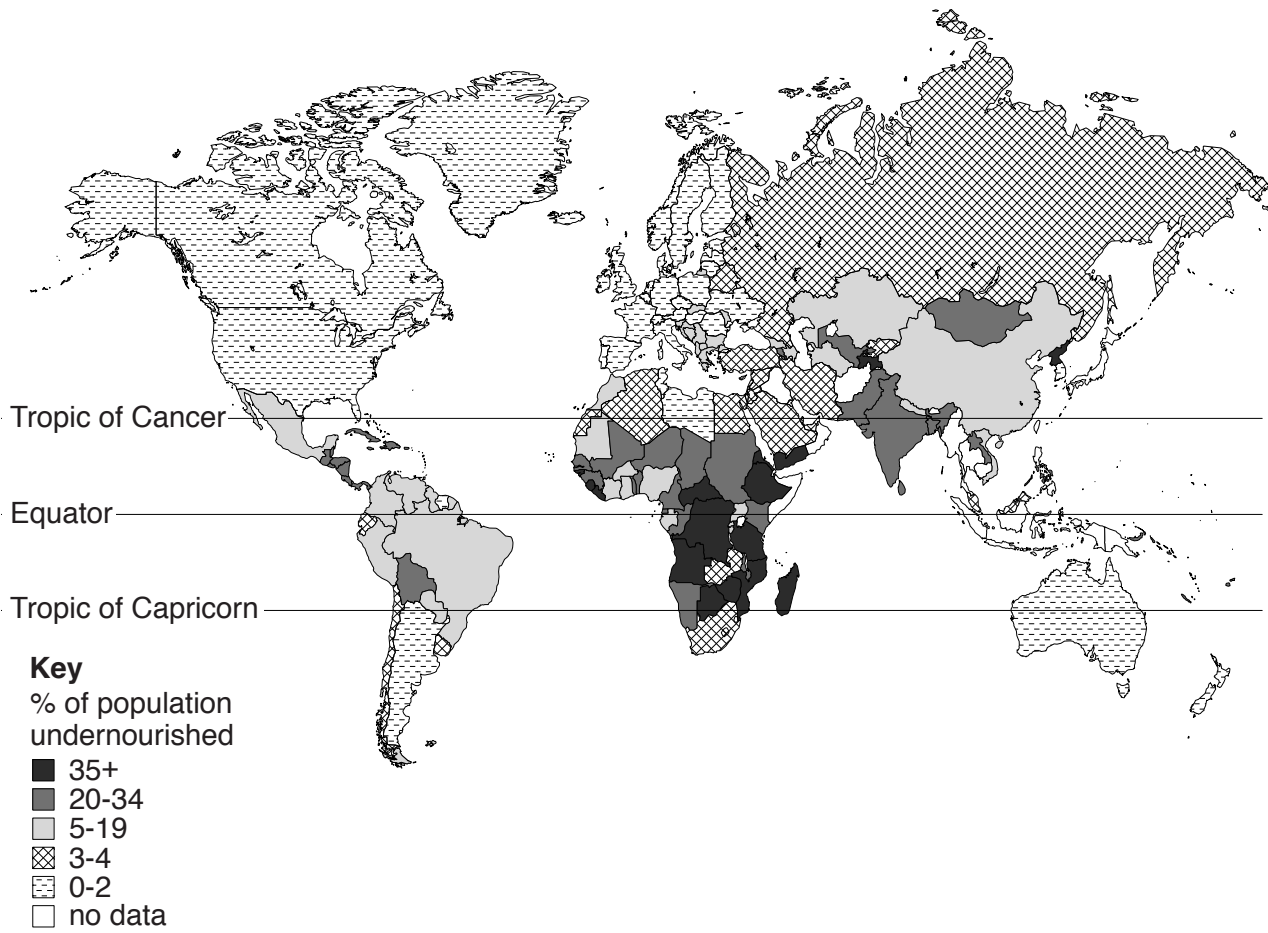 Tropic of Cancer
Equator
Tropic of Capricorn
Key
% of population
undernourished
35+
20-34
5-19
3-4
0-2
no data